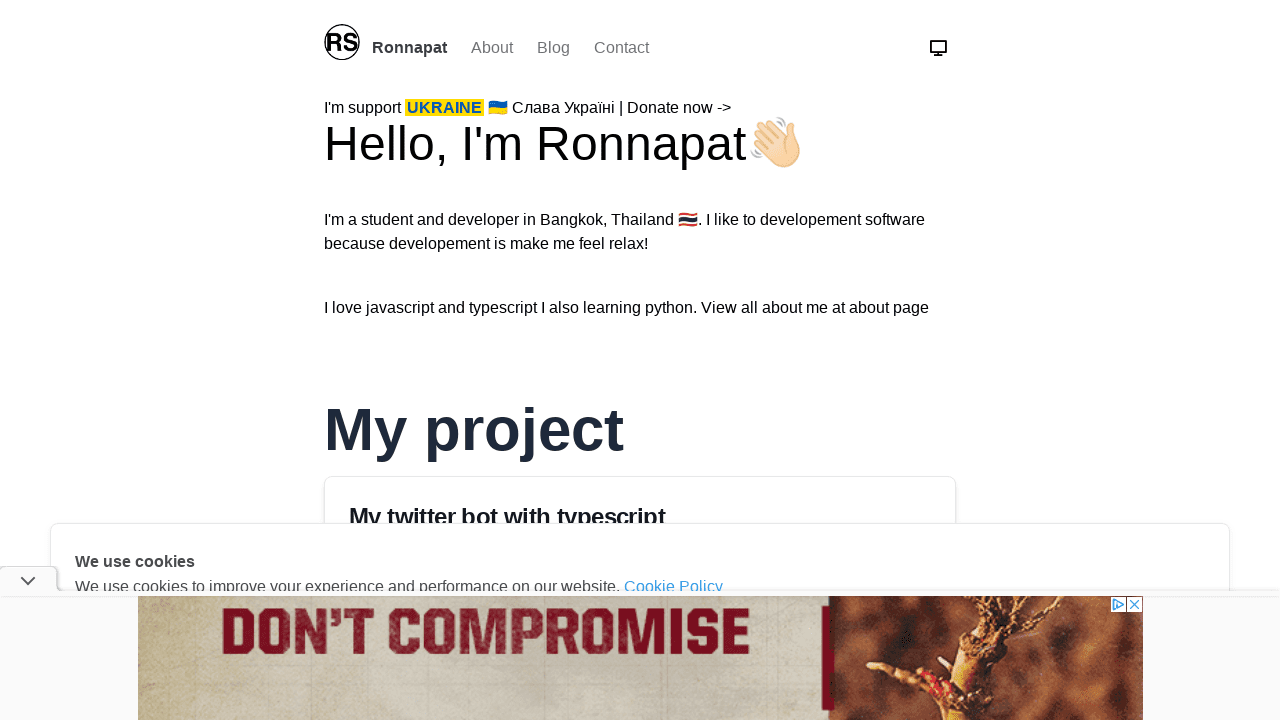 RS Ronnapat About Blog Contact
I'm support UKRAINE 🇺🇦 Слава Україні | Donate now ->
Hello, I'm Ronnapat👋🏻
I'm a student and developer in Bangkok, Thailand 🇹🇭. I like to developement software
because developement is make me feel relax!
I love javascript and typescript I also learning python. View all about me at about page
My project
My twitter bot with typescript
We use cookies
We use cookies to improve your experience and performance on our website. Cookie Policy
DON'T COMPROMISE